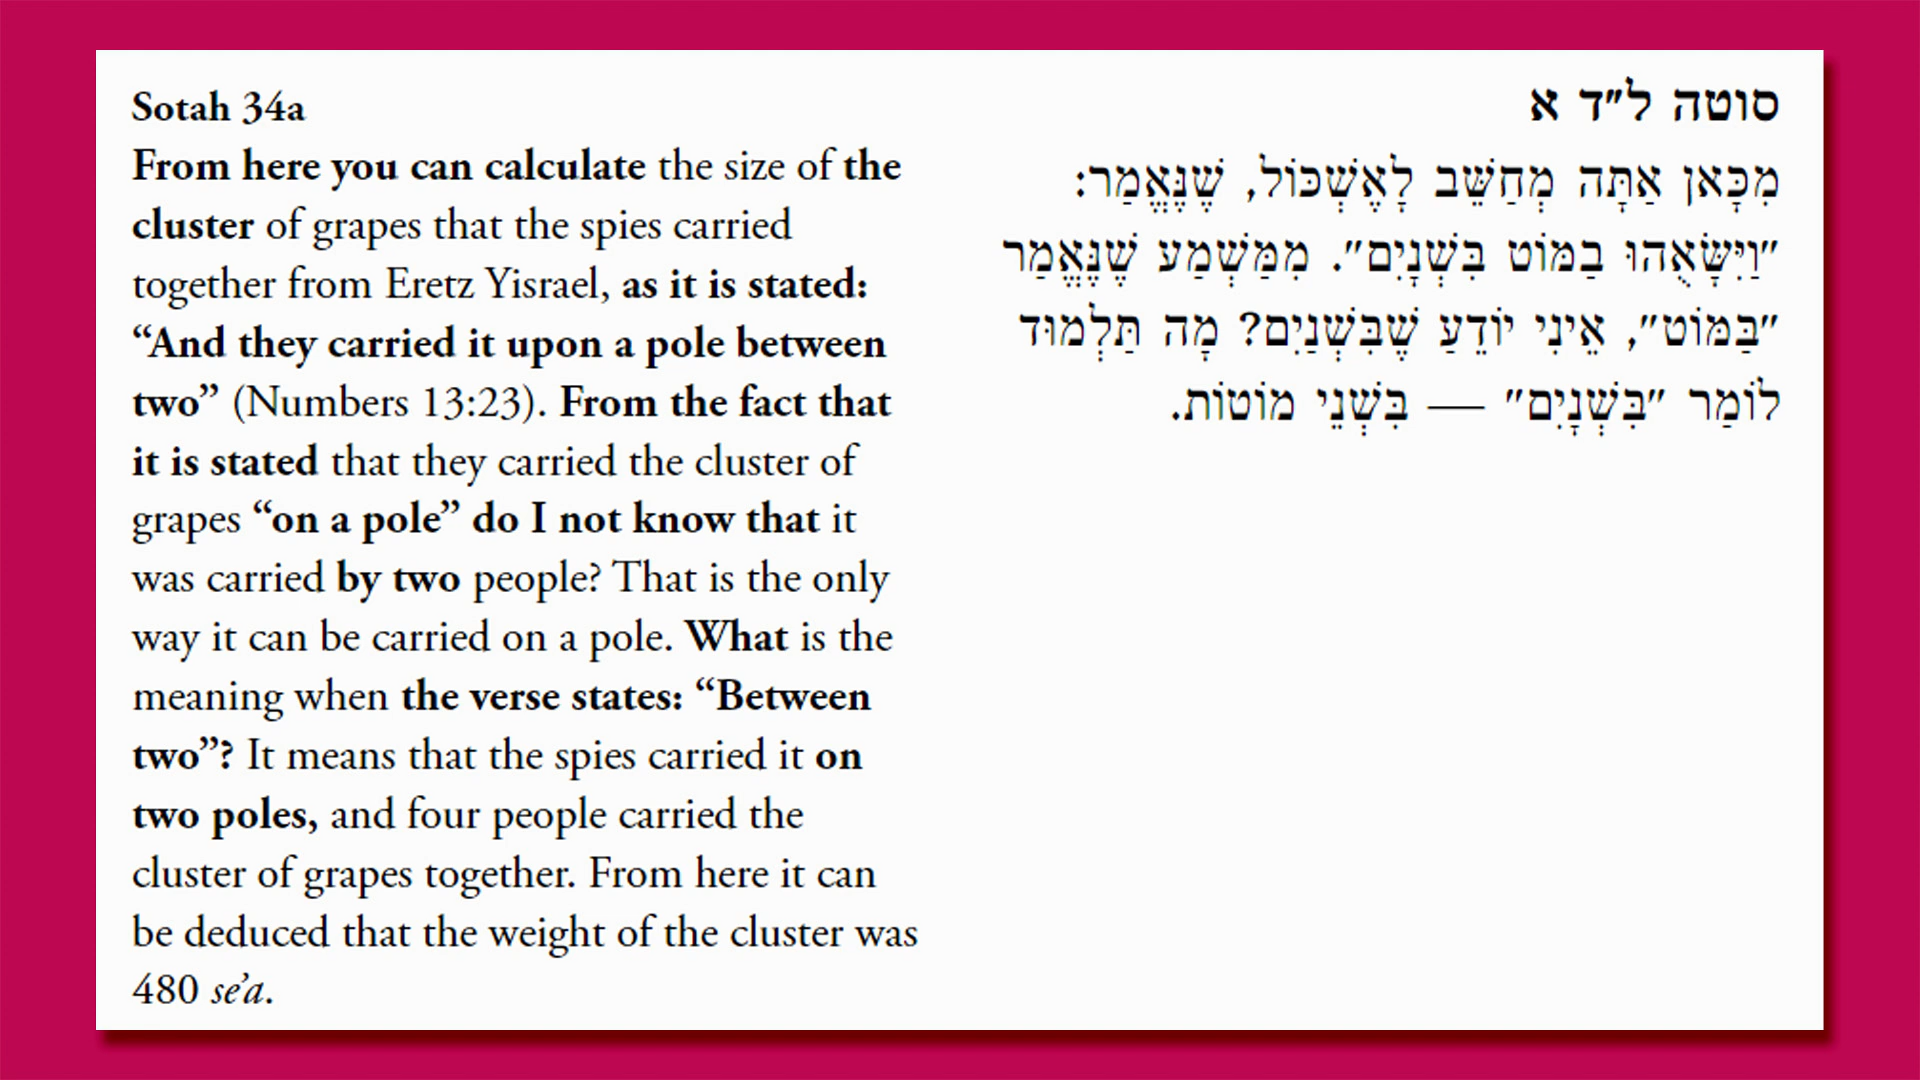 Sotah 34a
From here you can calculate the size of the
cluster of grapes that the spies carried
together from Eretz Yisrael, as it is stated:
“And they carried it upon a pole between
two” (Numbers 13:23). From the fact that
it is stated that they carried the cluster of
grapes “on a pole” do I not know that it
was carried by two people? That is the only
way it can be carried on a pole. What is the
meaning when the verse states: “Between
two”? It means that the spies carried it on
two poles, and four people carried the
cluster of grapes together. From here it can
be deduced that the weight of the cluster was
480 se’a.
סוטה ל״ד א
מִכָּאן אַתָּה מְחַשֵּׁב לָאֶשְׁכּוֹל, שֶׁנֶּאֱמַר:
״וַיִּשָּׂאֻהוּ בַמּוֹט בִּשְׁנָיִם״. מִמַּשְׁמַע שֶׁנֶּאֱמַר
״בַּמּוֹט״, אֵינִי יוֹדֵעַ שֶׁבִּשְׁנַיִם? מָה תַּלְמוּד
לוֹמַר ״בִּשְׁנָיִם״ — בִּשְׁנֵי מוֹטוֹת.